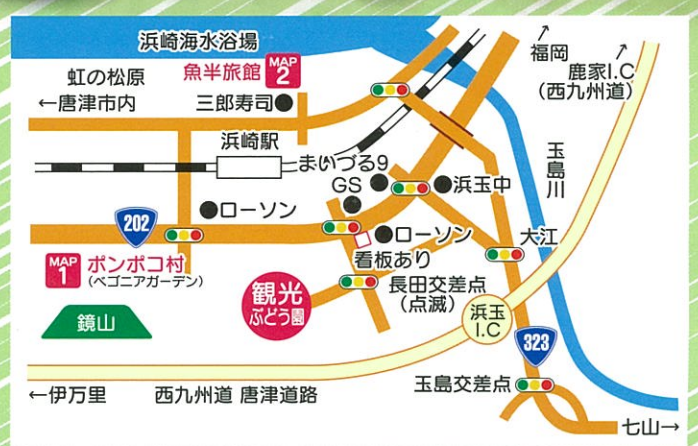 浜崎海水浴場
福岡
鹿家I.C
(西九州道)
虹の松原
←唐津市内
魚半旅館
MAP
2
三郎寿司
浜崎駅
まいづる9
GS
浜玉中
玉島川
202
ローソン
ローソン
看板あり
大江
MAP
1
ポンポコ村
(ベゴニアガーデン)
観光
ぶどう園
長田交差点
(点滅)
浜玉
I.C
鏡山
323
←伊万里
西九州道 唐津道路
玉島交差点
七山→